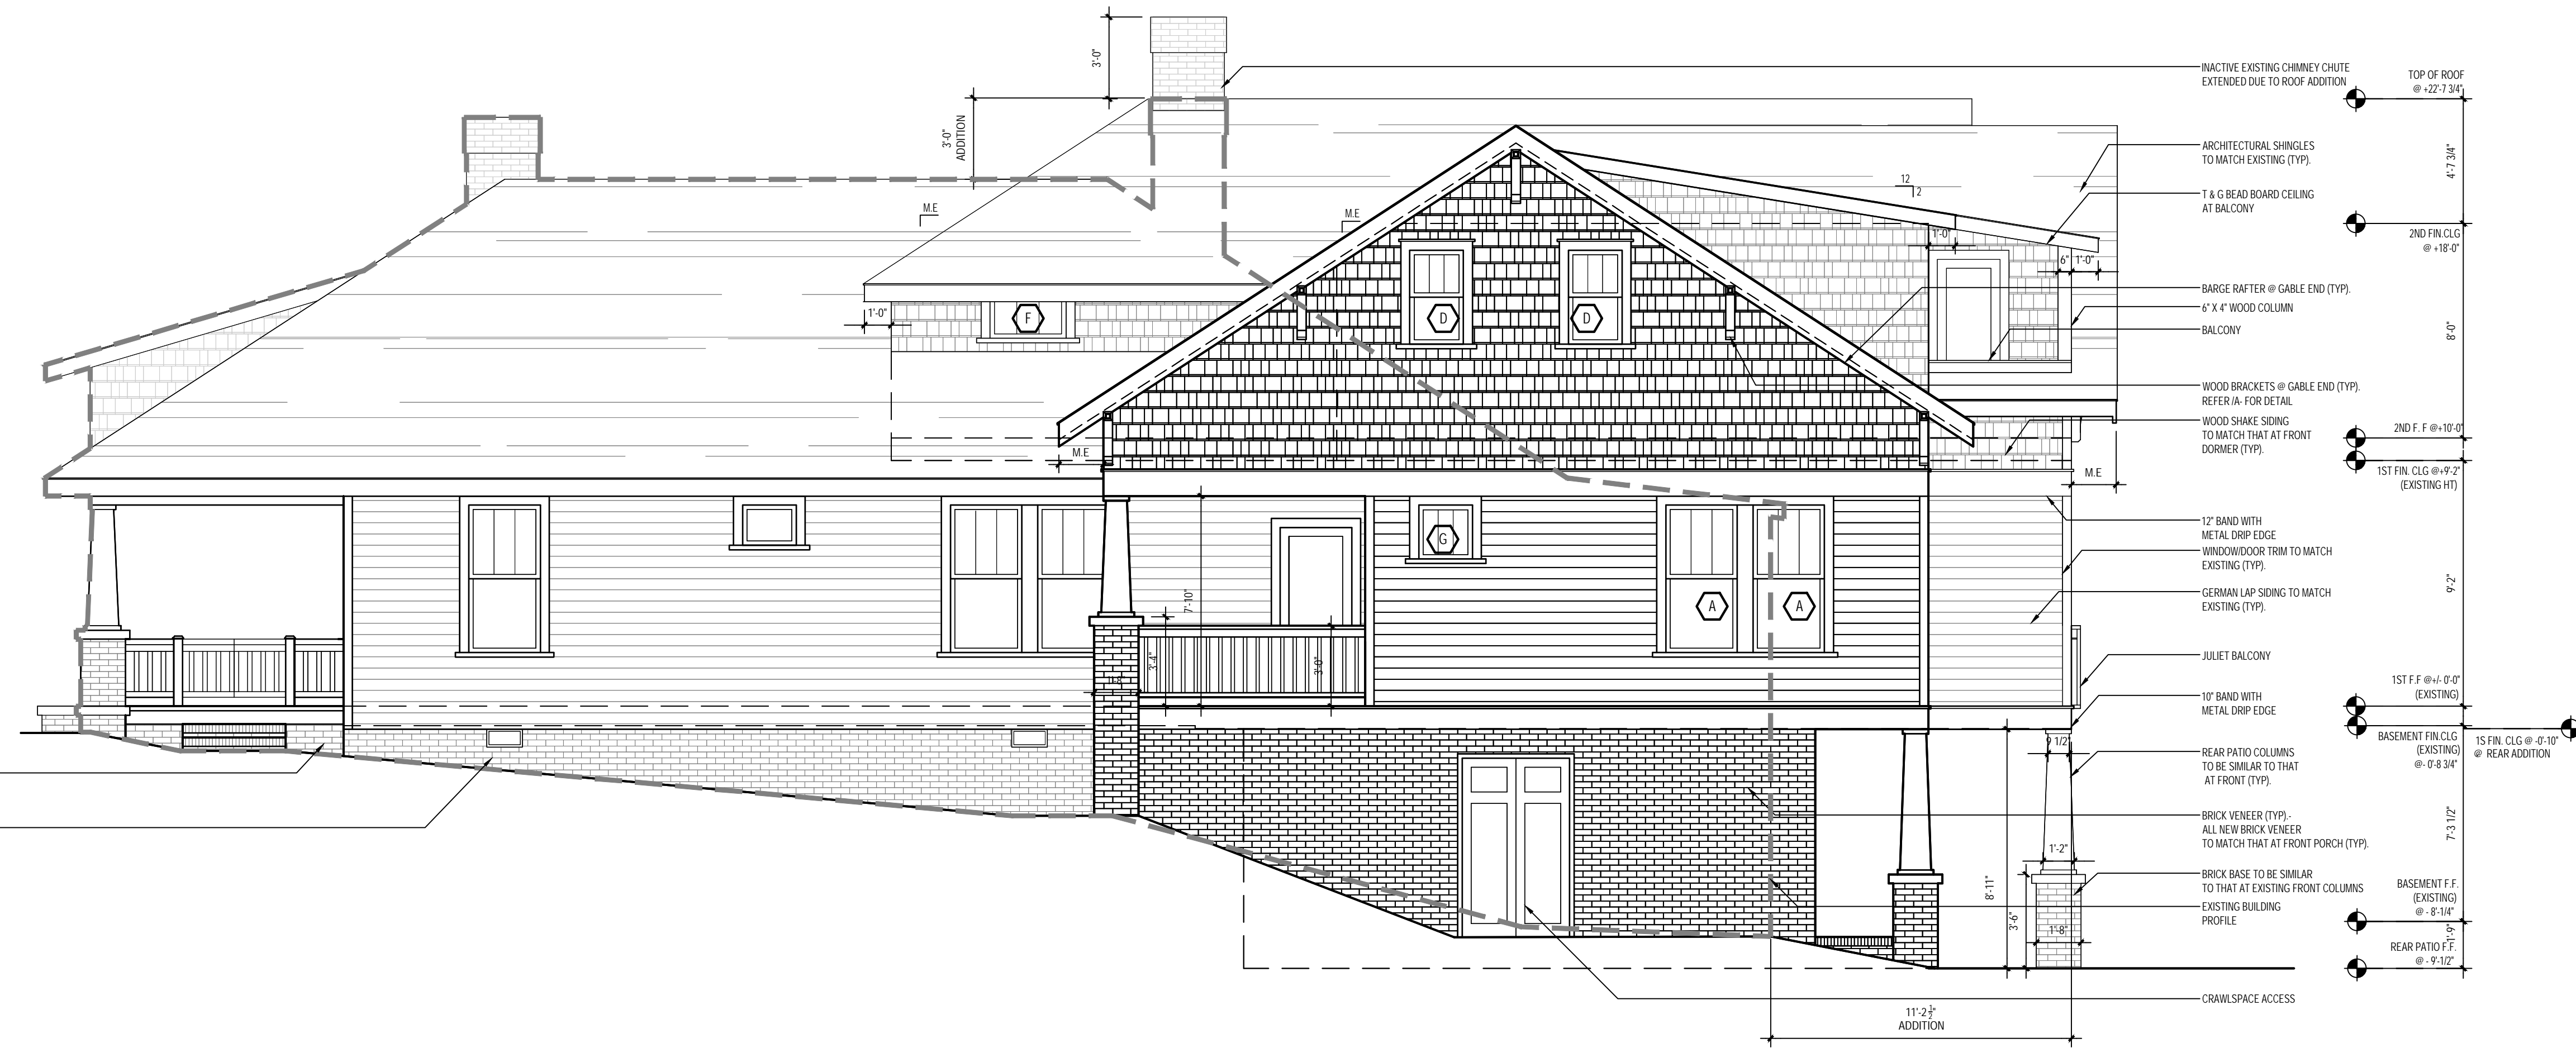 3'-0"
3'-0"
ADDITION
M.E
M.E
12
2
1'-0"
6"
1'-0"
1'-0"
F
D
D
M.E
M.E
G
A
A
7'-10"
3'-4"
3'-0"
1'-8"
9 1/2"
1'-2"
8'-11"
3'-6"
1'-8"
11'-2 1/2"
ADDITION
INACTIVE EXISTING CHIMNEY CHUTE
EXTENDED DUE TO ROOF ADDITION
ARCHITECTURAL SHINGLES
TO MATCH EXISTING (TYP).
T & G BEAD BOARD CEILING
AT BALCONY
BARGE RAFTER @ GABLE END (TYP).
6" X 4" WOOD COLUMN
BALCONY
WOOD BRACKETS @ GABLE END (TYP).
REFER /A- FOR DETAIL
WOOD SHAKE SIDING
TO MATCH THAT AT FRONT
DORMER (TYP).
12" BAND WITH
METAL DRIP EDGE
WINDOW/DOOR TRIM TO MATCH
EXISTING (TYP).
GERMAN LAP SIDING TO MATCH
EXISTING (TYP).
JULIET BALCONY
10" BAND WITH
METAL DRIP EDGE
REAR PATIO COLUMNS
TO BE SIMILAR TO THAT
AT FRONT (TYP).
BRICK VENEER (TYP).-
ALL NEW BRICK VENEER
TO MATCH THAT AT FRONT PORCH (TYP).
BRICK BASE TO BE SIMILAR
TO THAT AT EXISTING FRONT COLUMNS
EXISTING BUILDING
PROFILE
CRAWLSPACE ACCESS
TOP OF ROOF
@ +22'-7 3/4"
4'-7 3/4"
2ND FIN.CLG
@ +18'-0"
8'-0"
2ND F. F @+10'-0"
1ST FIN. CLG @+9'-2"
(EXISTING HT)
9'-2"
1ST F.F @+/- 0'-0"
(EXISTING)
BASEMENT FIN.CLG
(EXISTING)
@- 0'-8 3/4"
1S FIN. CLG @ -0'-10"
@ REAR ADDITION
7'-3 1/2"
BASEMENT F.F.
(EXISTING)
@ - 8'-1/4"
1'-9"
REAR PATIO F.F.
@ - 9'-1/2"